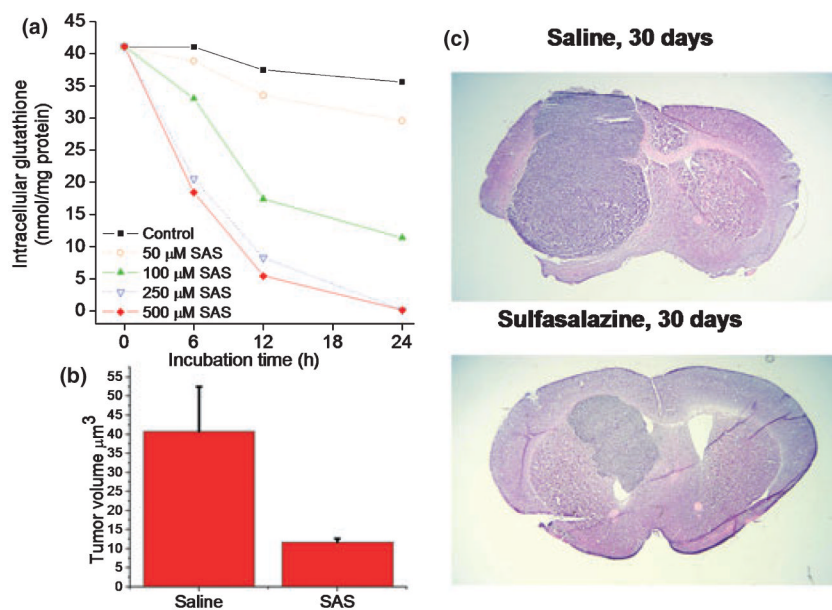 (a)
45
40
35
30
25
20
15
10
5
0
Intracellular glutathione
(nmol/mg protein)
Control
50 μM SAS
100 μM SAS
250 μM SAS
500 μM SAS
0 6 12 18 24
Incubation time (h)
(b)
55
50
45
40
35
30
25
20
15
10
5
0
Tumor volume μm3
Saline SAS
(c)
Saline, 30 days
Sulfasalazine, 30 days